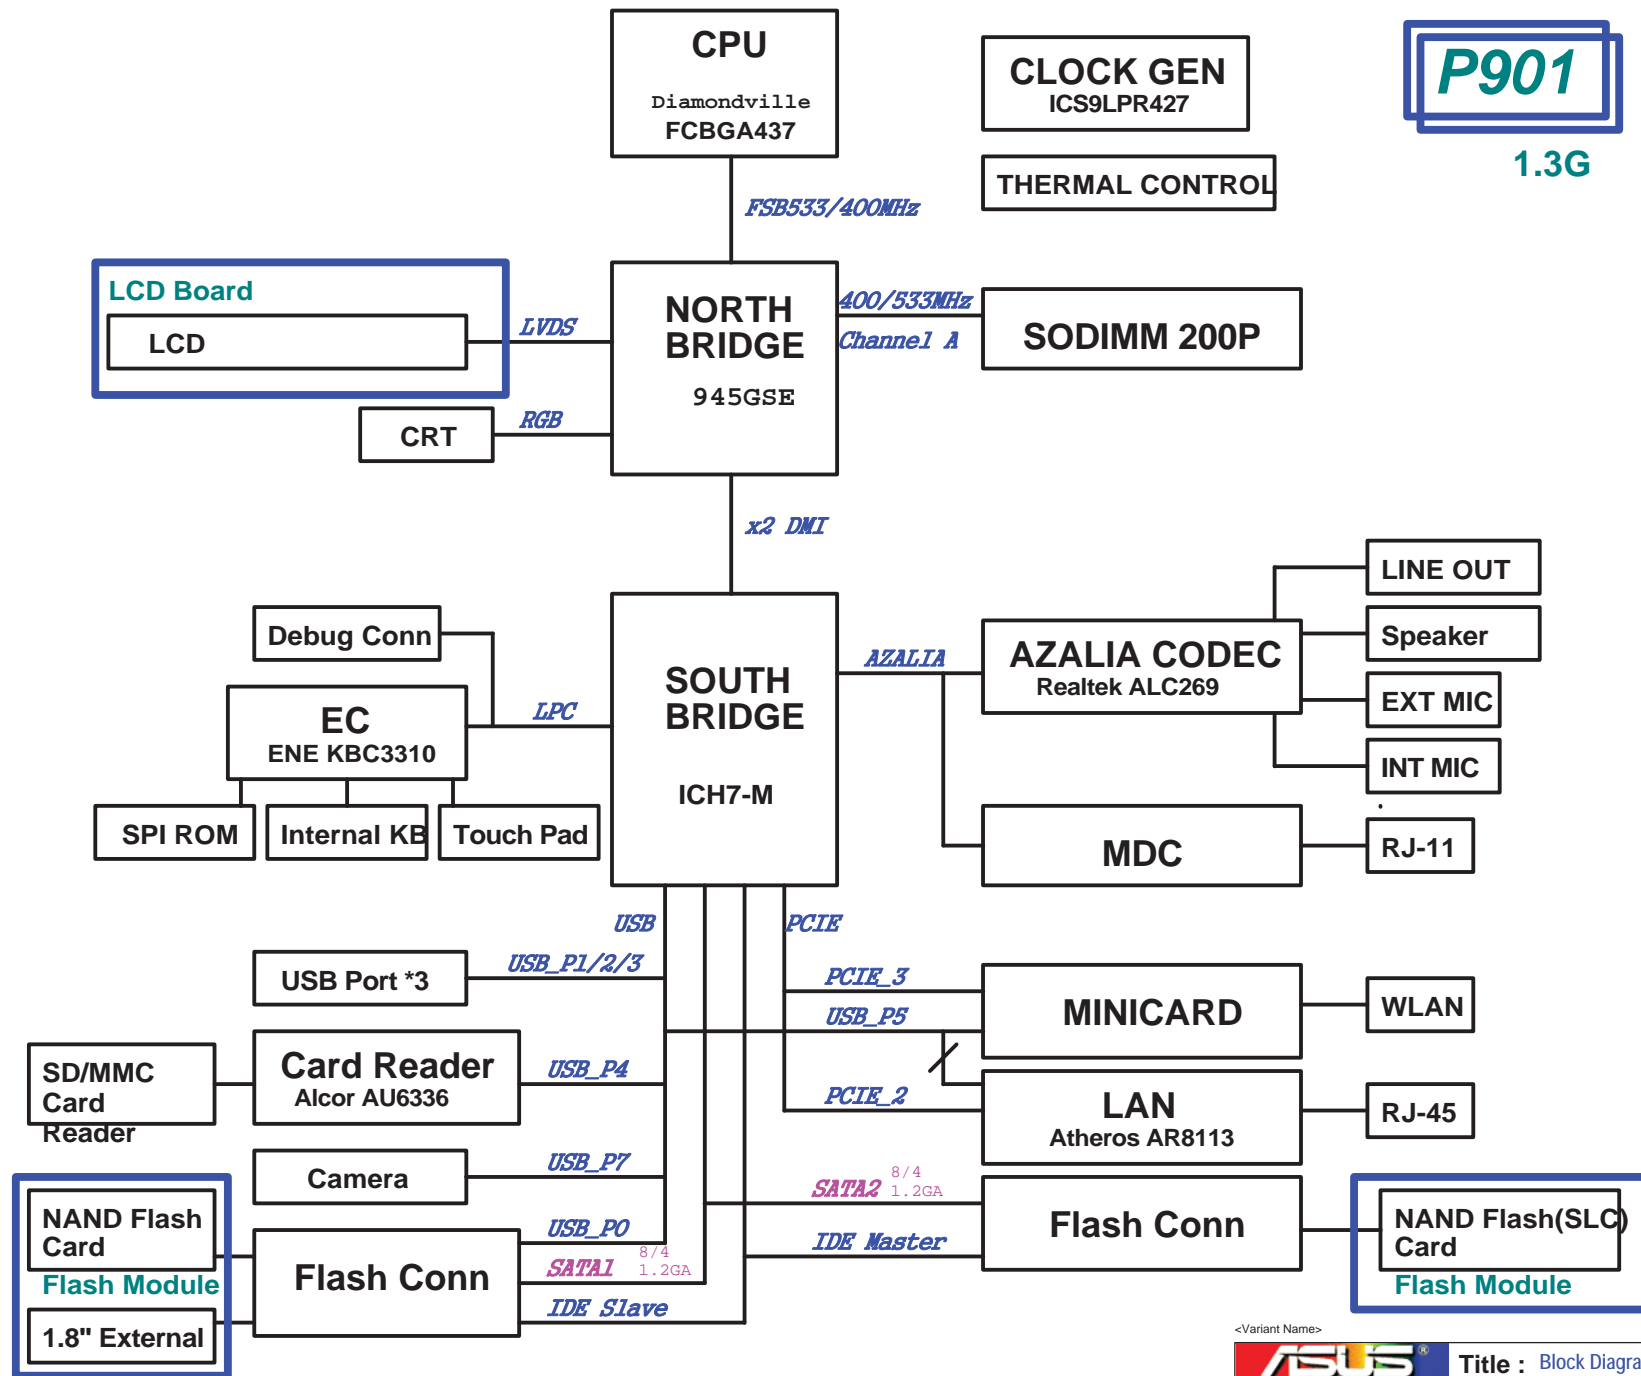 CPU
Diamondville
FCBGA437
CLOCK GEN
ICS9LPR427
THERMAL CONTROL
P901
1.3G
FSB533/400MHz
LCD Board
LCD
LVDS
NORTH
BRIDGE
945GSE
400/533MHz
Channel A
SODIMM 200P
CRT
RGB
x2 DMI
Debug Conn
EC
ENE KBC3310
LPC
SPI ROM
Internal KB
Touch Pad
SOUTH
BRIDGE
ICH7-M
AZALIA
AZALIA CODEC
Realtek ALC269
LINE OUT
Speaker
EXT MIC
INT MIC
MDC
RJ-11
USB
PCIE
USB Port *3
USB_P1/2/3
PCIE_3
USB_P5
MINICARD
WLAN
SD/MMC
Card
Reader
Card Reader
Alcor AU6336
USB_P4
PCIE_2
LAN
Atheros AR8113
RJ-45
Camera
USB_P7
SATA2
8/4
1.2GA
IDE Master
Flash Conn
NAND Flash(SLC)
Card
Flash Module
NAND Flash
Card
Flash Module
1.8" External
Flash Conn
USB_P0
SATA1
8/4
1.2GA
IDE Slave
<Variant Name>
ASUS ®
Title : Block Diagra